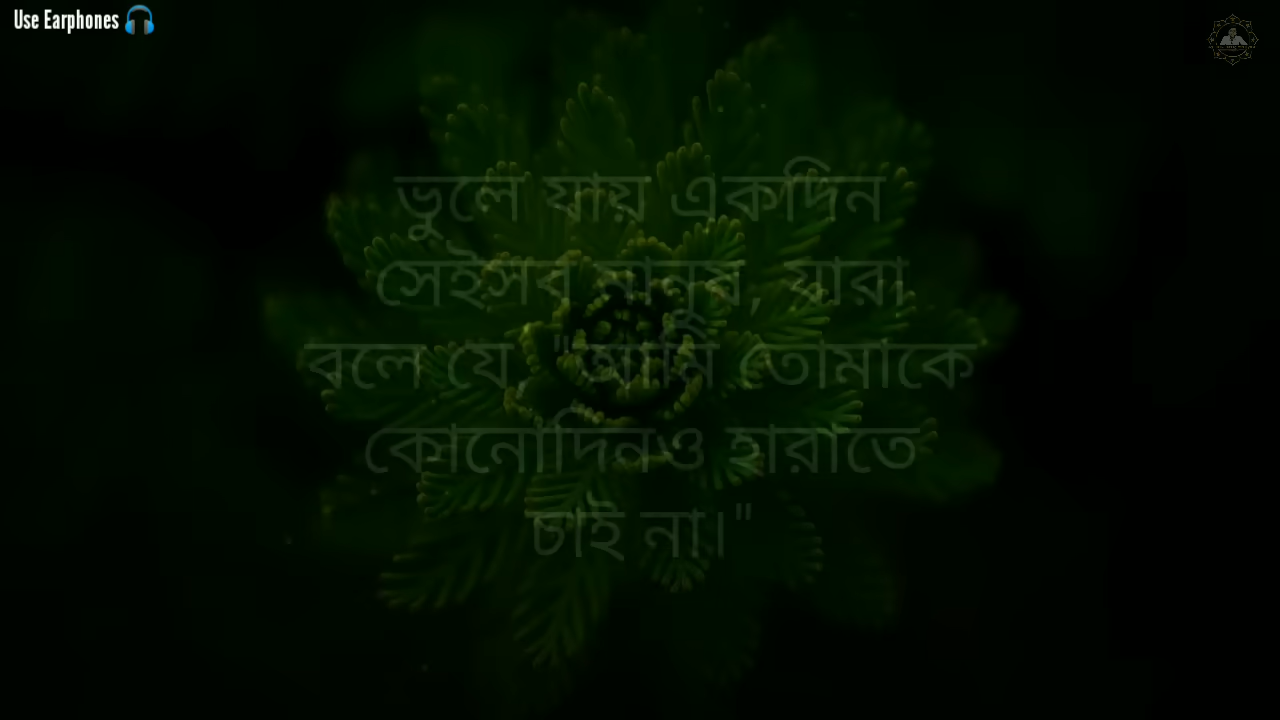 Use Earphones 🎧
ভুলে যায় একদিন
সেইসব মানুষ, যারা
বলে যে, "আমি তোমাকে
কোনোদিনও হারাতে
চাই না।"